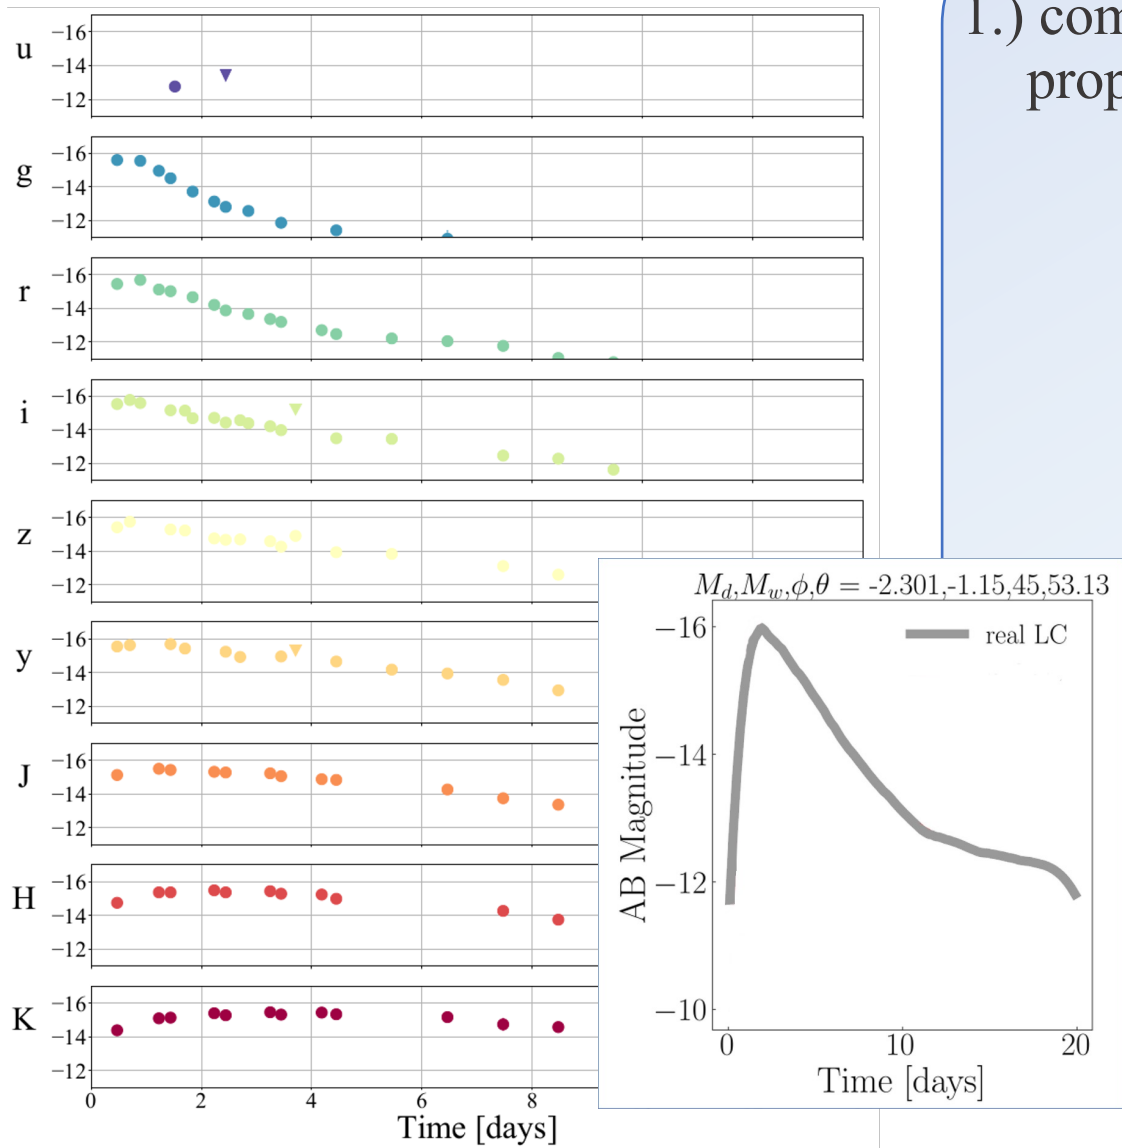 1.) com
prop
u
−16
−14
−12
g
−16
−14
−12
r
−16
−14
−12
i
−16
−14
−12
z
−16
−14
−12
y
−16
−14
−12
J
−16
−14
−12
H
−16
−14
−12
K
−16
−14
−12
0 2 4 6 8
Time [days]
M_d,M_w,ϕ,θ = -2.301,-1.15,45,53.13
real LC
AB Magnitude
−16
−14
−12
−10
0 10 20
Time [days]